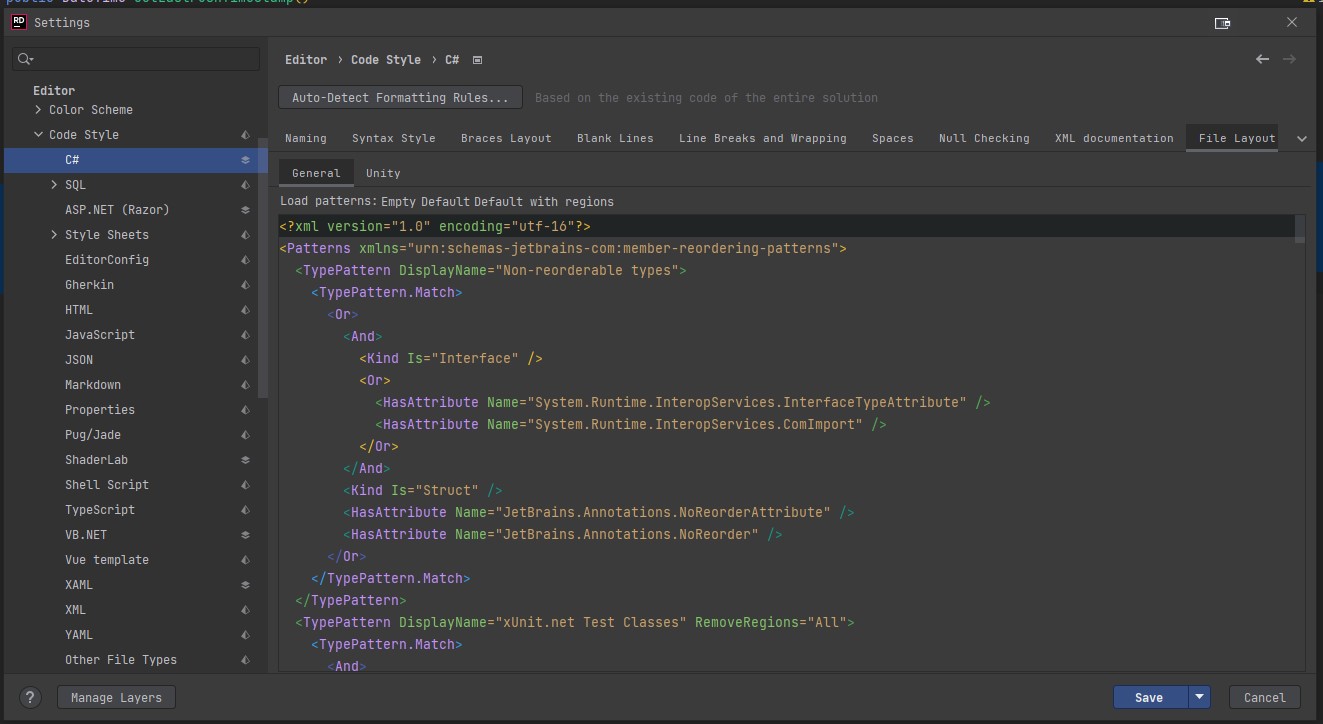 RD Settings
Editor
Color Scheme
Code Style
C#
SQL
ASP.NET (Razor)
Style Sheets
EditorConfig
Gherkin
HTML
JavaScript
JSON
Markdown
Properties
Pug/Jade
ShaderLab
Shell Script
TypeScript
VB.NET
Vue template
XAML
XML
YAML
Other File Types
Editor › Code Style › C#
Auto-Detect Formatting Rules... Based on the existing code of the entire solution
Naming Syntax Style Braces Layout Blank Lines Line Breaks and Wrapping Spaces Null Checking XML documentation File Layout
General Unity
Load patterns: Empty Default Default with regions
<?xml version="1.0" encoding="utf-16"?>
<Patterns xmlns="urn:schemas-jetbrains-com:member-reordering-patterns">
<TypePattern DisplayName="Non-reorderable types">
<TypePattern.Match>
<Or>
<And>
<Kind Is="Interface" />
<Or>
<HasAttribute Name="System.Runtime.InteropServices.InterfaceTypeAttribute" />
<HasAttribute Name="System.Runtime.InteropServices.ComImport" />
</Or>
</And>
<Kind Is="Struct" />
<HasAttribute Name="JetBrains.Annotations.NoReorderAttribute" />
<HasAttribute Name="JetBrains.Annotations.NoReorder" />
</Or>
</TypePattern.Match>
</TypePattern>
<TypePattern DisplayName="xUnit.net Test Classes" RemoveRegions="All">
<TypePattern.Match>
<And>
? Manage Layers Save Cancel